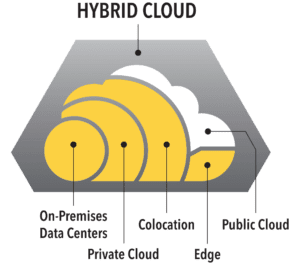 HYBRID CLOUD
On-Premises
Data Centers
Private Cloud
Colocation
Edge
Public Cloud